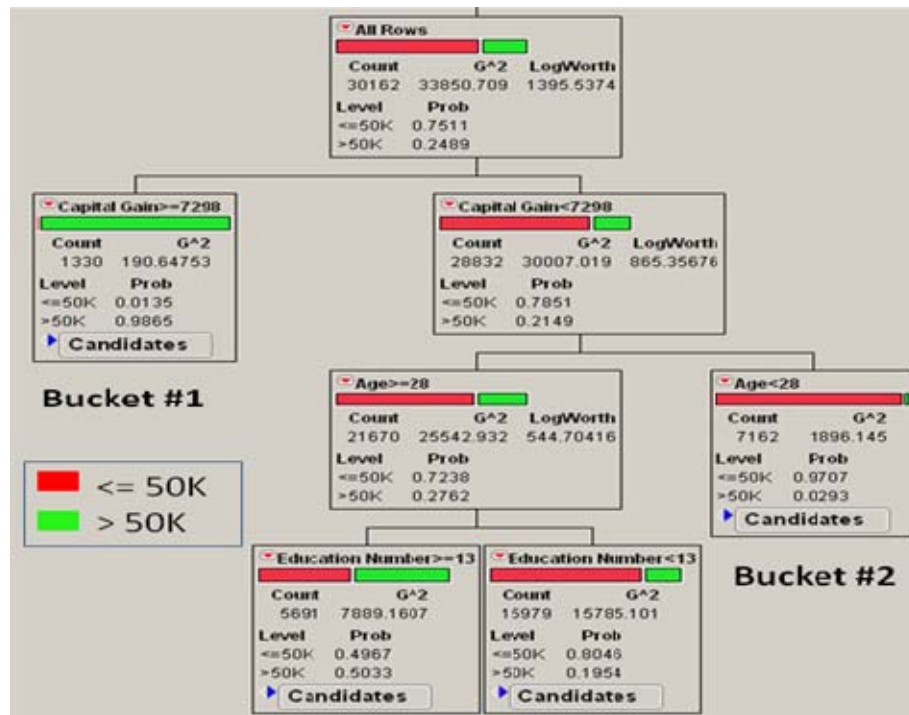 All Rows
Count G^2 LogWorth
30162 33850.709 1395.5374
Level Prob
<=50K 0.7511
>50K 0.2489
Capital Gain>=7298
Count G^2
1330 190.64753
Level Prob
<=50K 0.0135
>50K 0.9865
Candidates
Bucket #1
Capital Gain<7298
Count G^2 LogWorth
28832 30007.019 865.35676
Level Prob
<=50K 0.7851
>50K 0.2149
Age>=28
Count G^2 LogWorth
21670 25542.932 544.70416
Level Prob
<=50K 0.7238
>50K 0.2762
Age<28
Count G^2
7162 1896.145
Level Prob
<=50K 0.9707
>50K 0.0293
Candidates
Bucket #2
<= 50K
> 50K
Education Number>=13
Count G^2
5691 7889.1607
Level Prob
<=50K 0.4967
>50K 0.5033
Candidates
Education Number<13
Count G^2
15979 15785.101
Level Prob
<=50K 0.8046
>50K 0.1954
Candidates